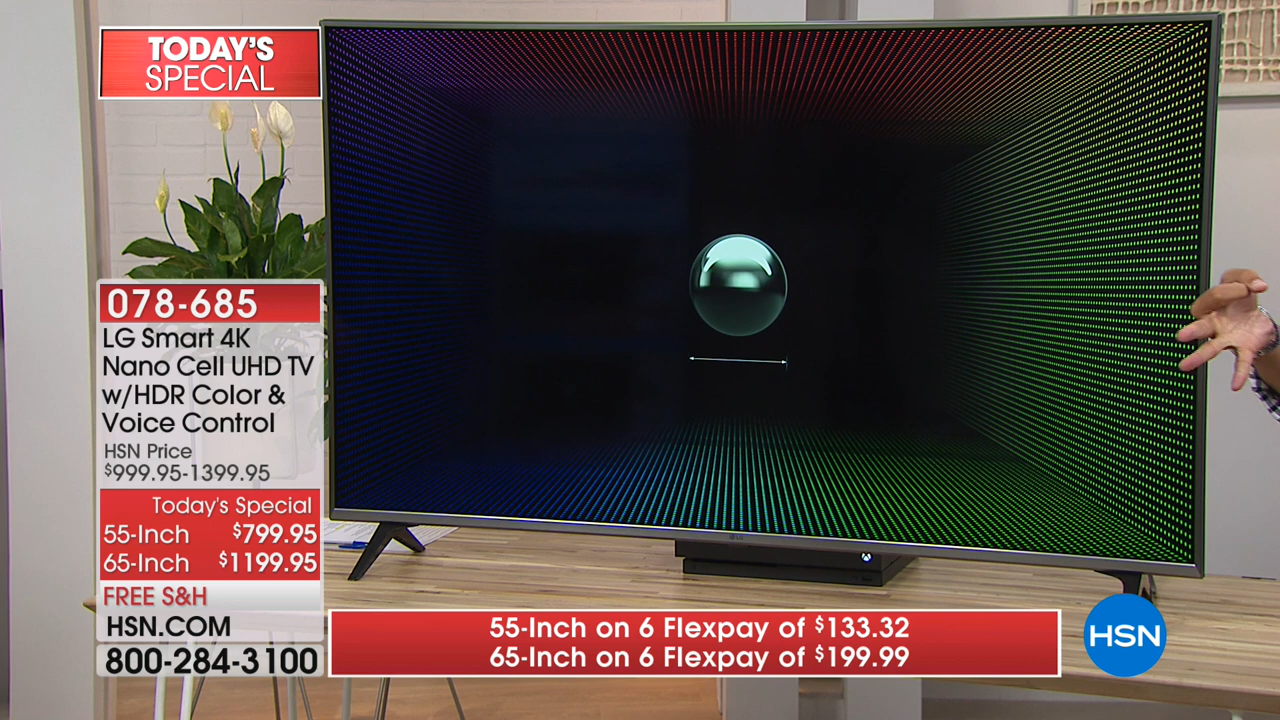 TODAY'S
SPECIAL
078-685
LG Smart 4K
Nano Cell UHD TV
w/HDR Color &
Voice Control
HSN Price
$999.95-1399.95
Today's Special
55-Inch $799.95
65-Inch $1199.95
FREE S&H
HSN.COM
800-284-3100
LG
55-Inch on 6 Flexpay of $133.32
65-Inch on 6 Flexpay of $199.99
HSN